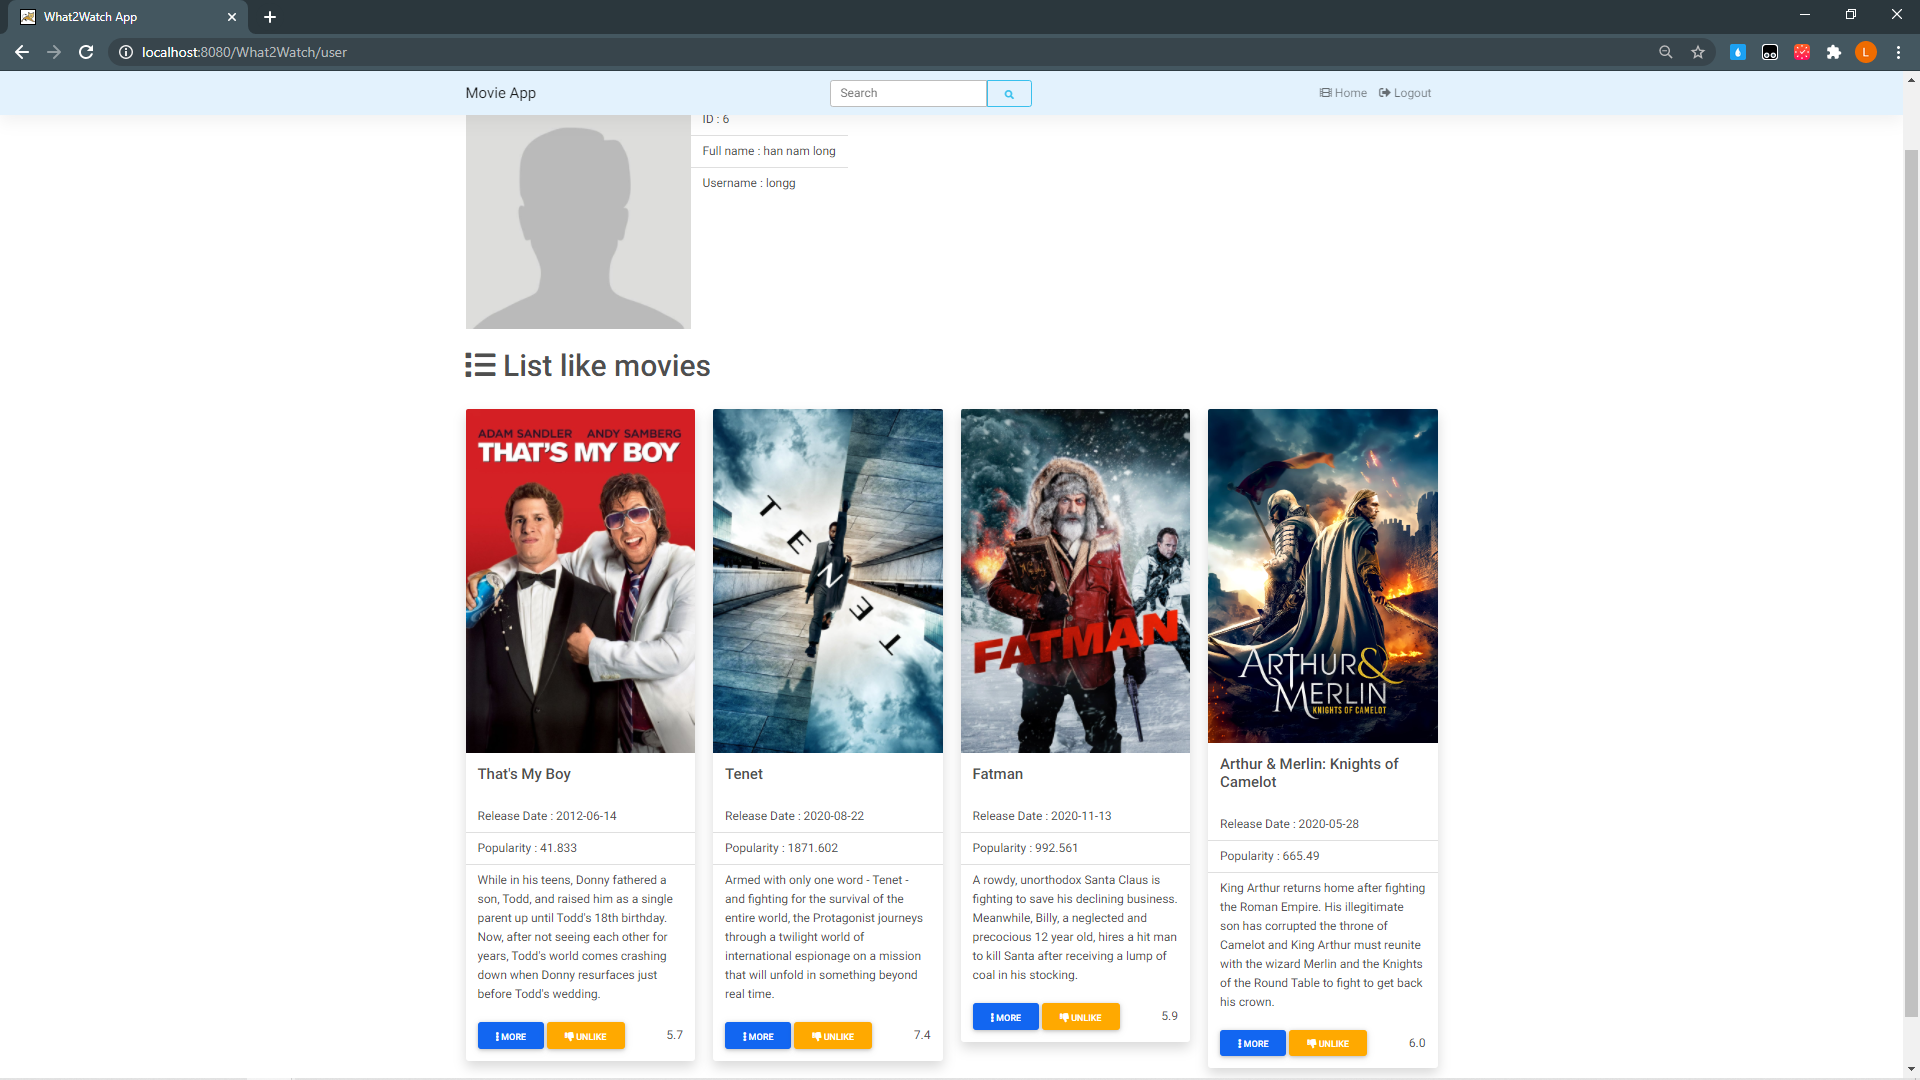 What2Watch App
localhost:8080/What2Watch/user
L
Movie App
Search
Home
Logout
ID : 6
Full name : han nam long
Username : longg
List like movies
ADAM SANDLER ANDY SAMBERG
THAT'S MY BOY
TENET
FATMAN
ARTHUR &
MERLIN
KNIGHTS OF CAMELOT
That's My Boy
Release Date : 2012-06-14
Popularity : 41.833
While in his teens, Donny fathered a
son, Todd, and raised him as a single
parent up until Todd's 18th birthday.
Now, after not seeing each other for
years, Todd's world comes crashing
down when Donny resurfaces just
before Todd's wedding.
MORE
UNLIKE
5.7
Tenet
Release Date : 2020-08-22
Popularity : 1871.602
Armed with only one word - Tenet -
and fighting for the survival of the
entire world, the Protagonist journeys
through a twilight world of
international espionage on a mission
that will unfold in something beyond
real time.
MORE
UNLIKE
7.4
Fatman
Release Date : 2020-11-13
Popularity : 992.561
A rowdy, unorthodox Santa Claus is
fighting to save his declining business.
Meanwhile, Billy, a neglected and
precocious 12 year old, hires a hit man
to kill Santa after receiving a lump of
coal in his stocking.
MORE
UNLIKE
5.9
Arthur & Merlin: Knights of
Camelot
Release Date : 2020-05-28
Popularity : 665.49
King Arthur returns home after fighting
the Roman Empire. His illegitimate
son has corrupted the throne of
Camelot and King Arthur must reunite
with the wizard Merlin and the Knights
of the Round Table to fight to get back
his crown.
MORE
UNLIKE
6.0